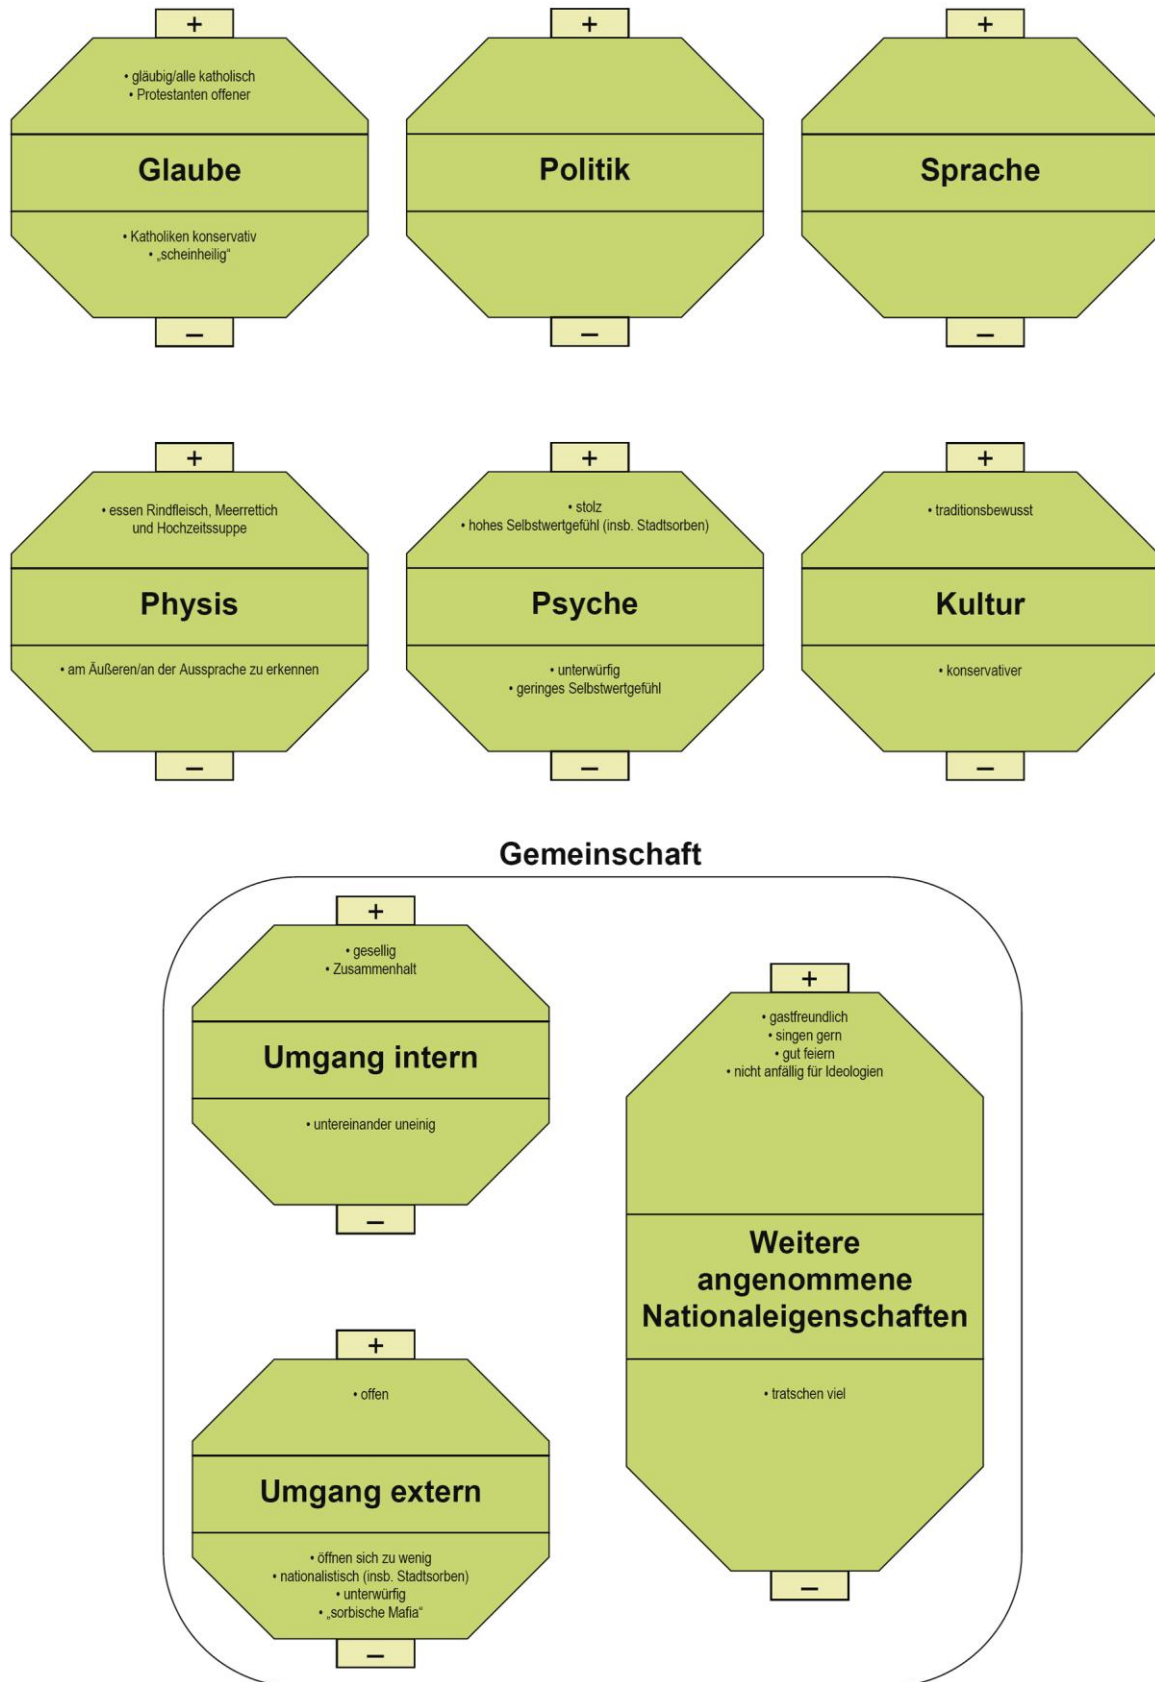 +
• gläubig/alle katholisch
• Protestanten offener
Glaube
• Katholiken konservativ
• „scheinheilig“
–
+
Politik
–
+
Sprache
–
+
• essen Rindfleisch, Meerrettich
und Hochzeitssuppe
Physis
• am Äußeren/an der Aussprache zu erkennen
–
+
• stolz
• hohes Selbstwertgefühl (insb. Stadtsorben)
Psyche
• unterwürfig
• geringes Selbstwertgefühl
–
+
• traditionsbewusst
Kultur
• konservativer
–
Gemeinschaft
+
• gesellig
• Zusammenhalt
Umgang intern
• untereinander uneinig
–
+
• offen
Umgang extern
• öffnen sich zu wenig
• nationalistisch (insb. Stadtsorben)
• unterwürfig
• „sorbische Mafia“
–
+
• gastfreundlich
• singen gern
• gut feiern
• nicht anfällig für Ideologien
Weitere
angenommene
Nationaleigenschaften
• tratschen viel
–